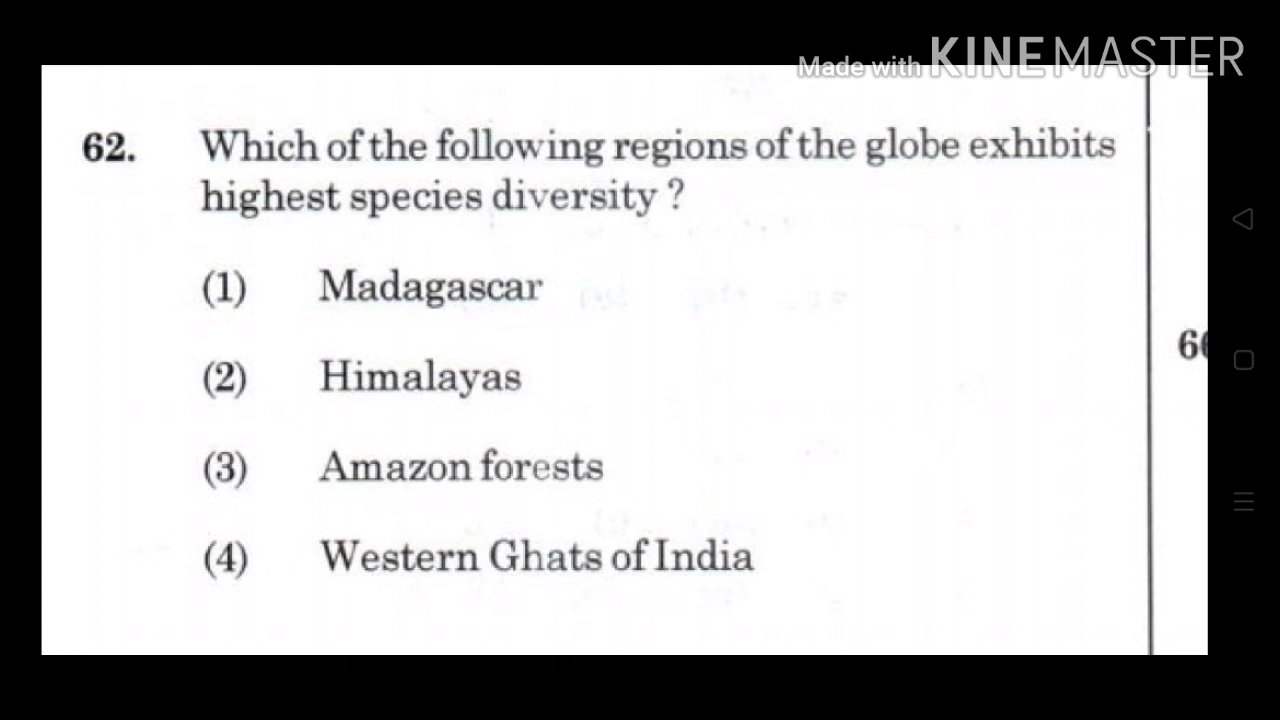 Made with KINEMASTER
62. Which of the following regions of the globe exhibits
highest species diversity ?
(1) Madagascar
(2) Himalayas
(3) Amazon forests
(4) Western Ghats of India